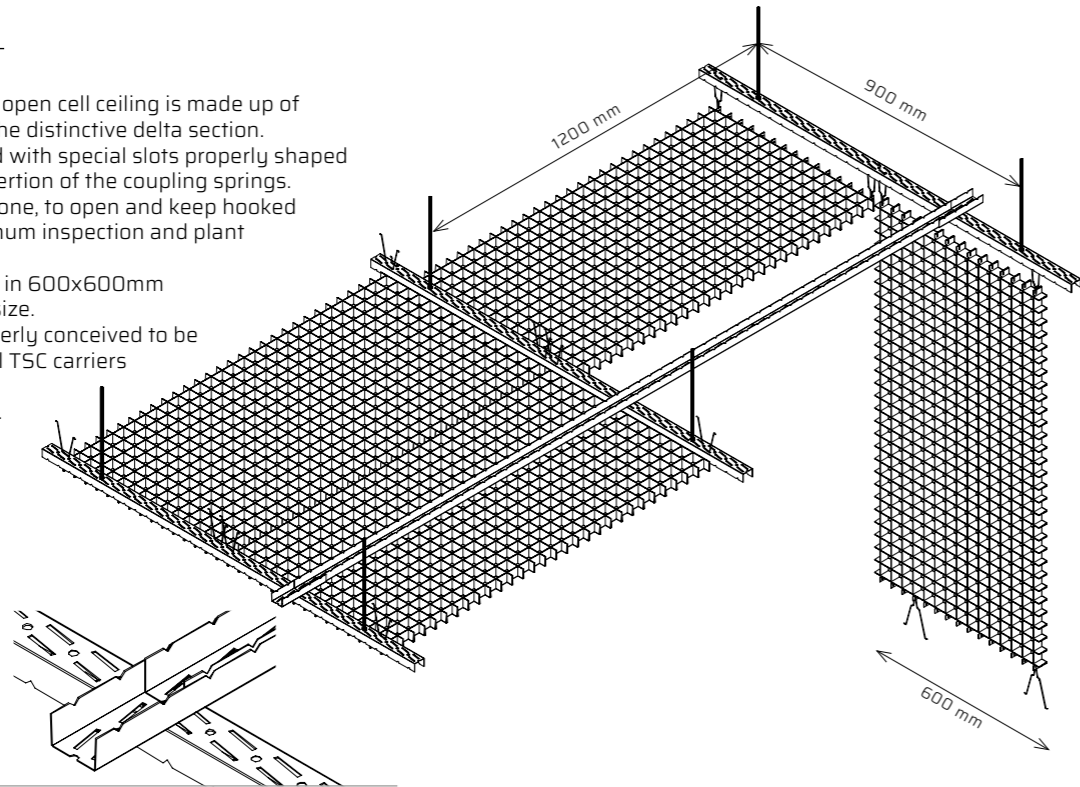 open cell ceiling is made up of
he distinctive delta section.
d with special slots properly shaped
ertion of the coupling springs.
one, to open and keep hooked
num inspection and plant
in 600x600mm
size.
erly conceived to be
l TSC carriers
1200 mm
900 mm
600 mm